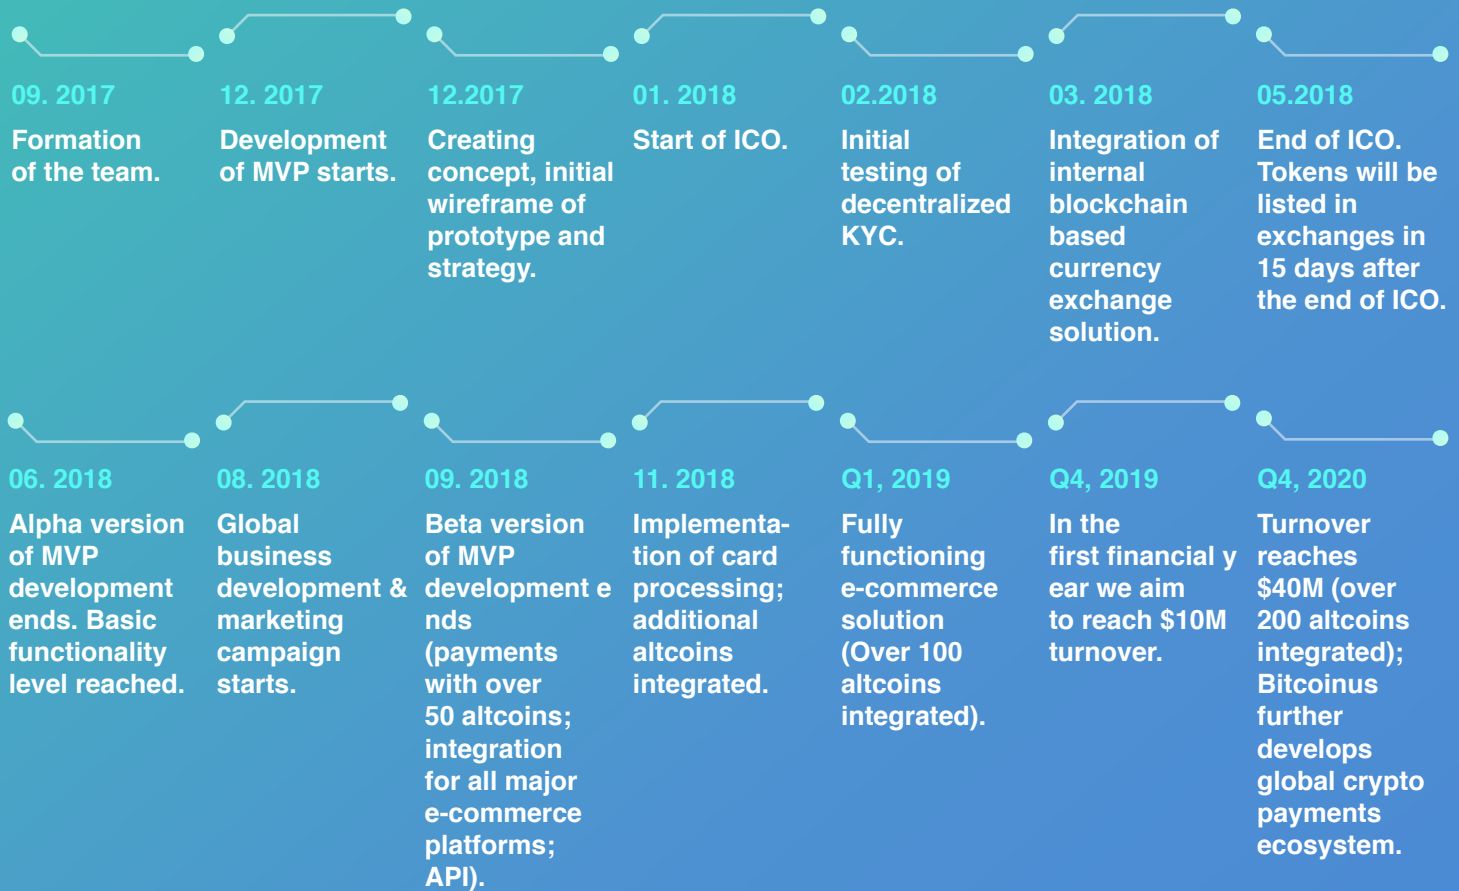 09. 2017
Formation
of the team.
12. 2017
Development
of MVP starts.
12.2017
Creating
concept, initial
wireframe of
prototype and
strategy.
01. 2018
Start of ICO.
02.2018
Initial
testing of
decentralized
KYC.
03. 2018
Integration of
internal
blockchain
based
currency
exchange
solution.
05.2018
End of ICO.
Tokens will be
listed in
exchanges in
15 days after
the end of ICO.
06. 2018
Alpha version
of MVP
development
ends. Basic
functionality
level reached.
08. 2018
Global
business
development &
marketing
campaign
starts.
09. 2018
Beta version
of MVP
development e
nds
(payments
with over
50 altcoins;
integration
for all major
e-commerce
platforms;
API).
11. 2018
Implementa-
tion of card
processing;
additional
altcoins
integrated.
Q1, 2019
Fully
functioning
e-commerce
solution
(Over 100
altcoins
integrated).
Q4, 2019
In the
first financial y
ear we aim
to reach $10M
turnover.
Q4, 2020
Turnover
reaches
$40M (over
200 altcoins
integrated);
Bitcoinus
further
develops
global crypto
payments
ecosystem.